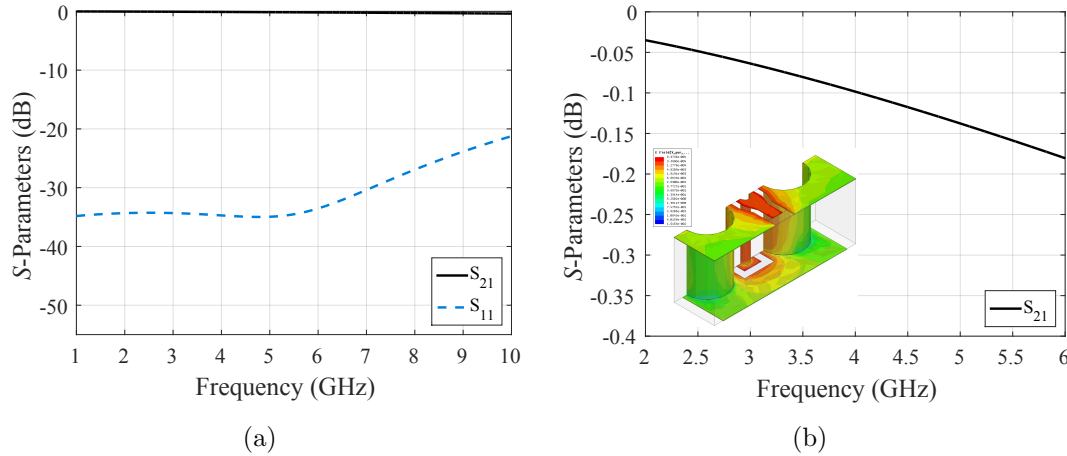 0
-10
-20
-30
-40
-50
S-Parameters (dB)
S21
S11
1 2 3 4 5 6 7 8 9 10
Frequency (GHz)
(a)
0
-0.05
-0.1
-0.15
-0.2
-0.25
-0.3
-0.35
-0.4
S-Parameters (dB)
S21
2 2.5 3 3.5 4 4.5 5 5.5 6
Frequency (GHz)
(b)